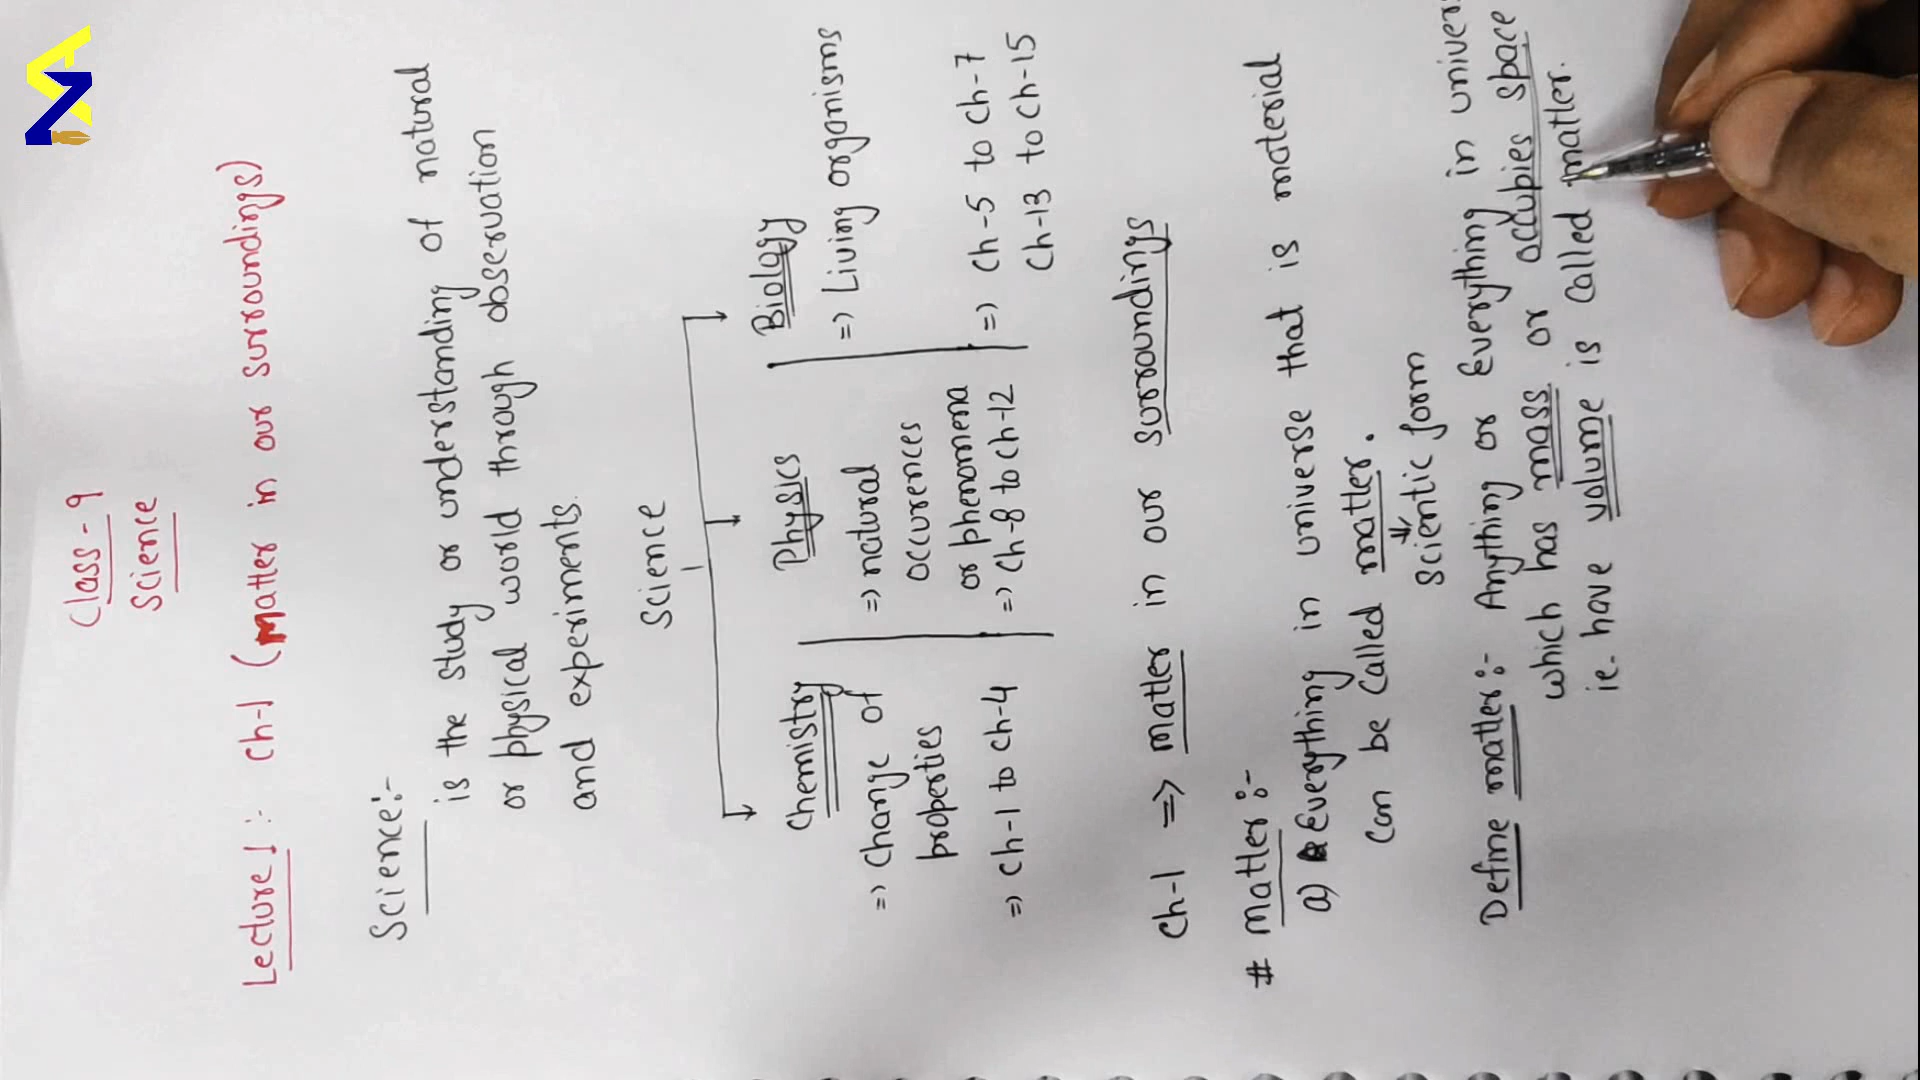 Class-9
Science
Lecture 1:- Ch-1 (Matter in our surroundings)
Science:-
is the study or understanding of natural
or physical world through observation
and experiments.
Science
Chemistry
=> Change of
properties
=> Ch-1 to Ch-4
Physics
=> natural
occurences
or phenomena
=> Ch-8 to Ch-12
Biology
=> Living organisms
=> Ch-5 to Ch-7
Ch-13 to Ch-15
Ch-1 => matter in our surroundings
# matter:-
a) Everything in universe that is material
can be called matter.
scientic form
Define matter:- Anything or Everything in univer
which has mass or occupies space
ie. have volume is called matter.